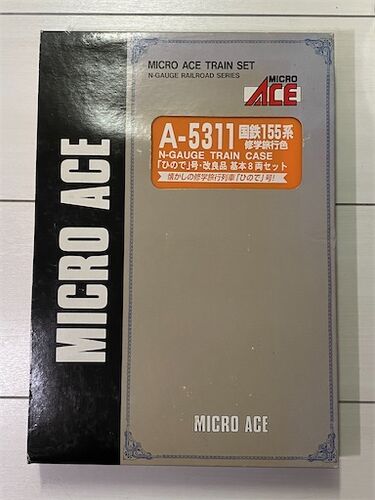 MICRO ACE
MICRO ACE TRAIN SET
N-GAUGE RAILROAD SERIES
MICRO
ACE
A-5311 国鉄155系
修学旅行色
N-GAUGE TRAIN CASE
「ひので」号・改良品 基本8両セット
懐かしの修学旅行列車「ひので」号!
MICRO ACE